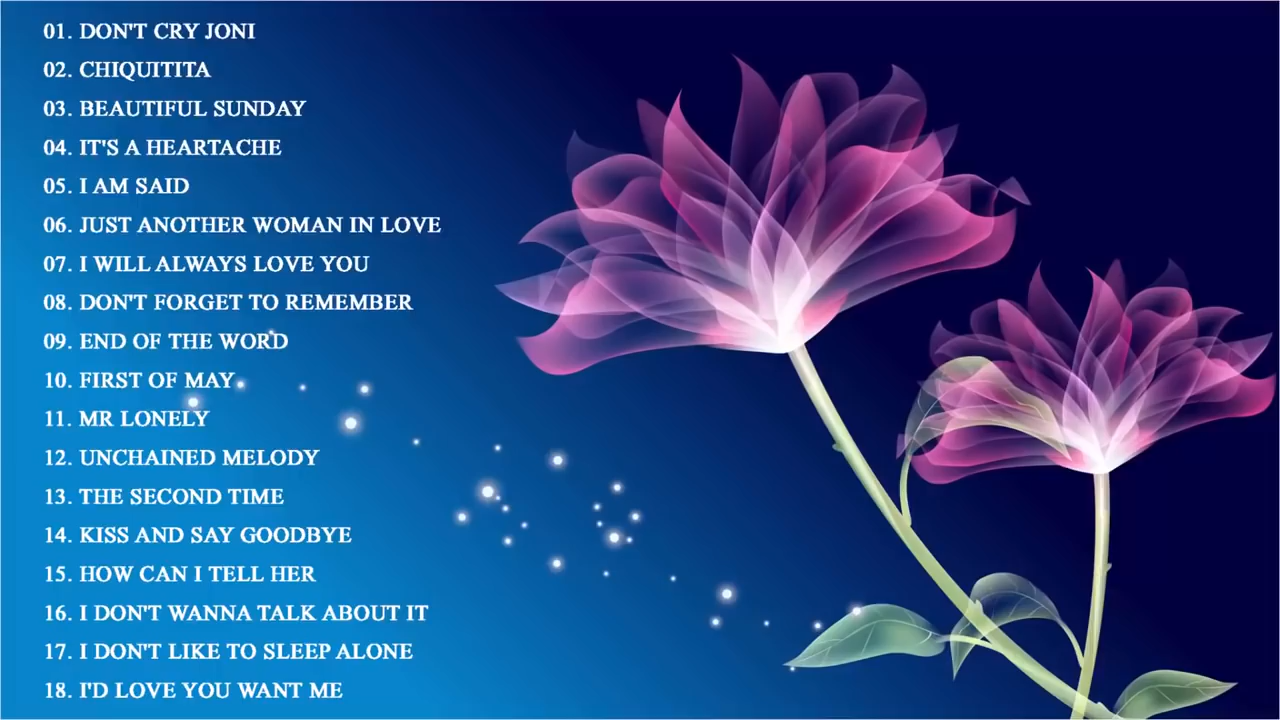 01. DON'T CRY JONI
02. CHIQUITITA
03. BEAUTIFUL SUNDAY
04. IT'S A HEARTACHE
05. I AM SAID
06. JUST ANOTHER WOMAN IN LOVE
07. I WILL ALWAYS LOVE YOU
08. DON'T FORGET TO REMEMBER
09. END OF THE WORD
10. FIRST OF MAY
11. MR LONELY
12. UNCHAINED MELODY
13. THE SECOND TIME
14. KISS AND SAY GOODBYE
15. HOW CAN I TELL HER
16. I DON'T WANNA TALK ABOUT IT
17. I DON'T LIKE TO SLEEP ALONE
18. I'D LOVE YOU WANT ME